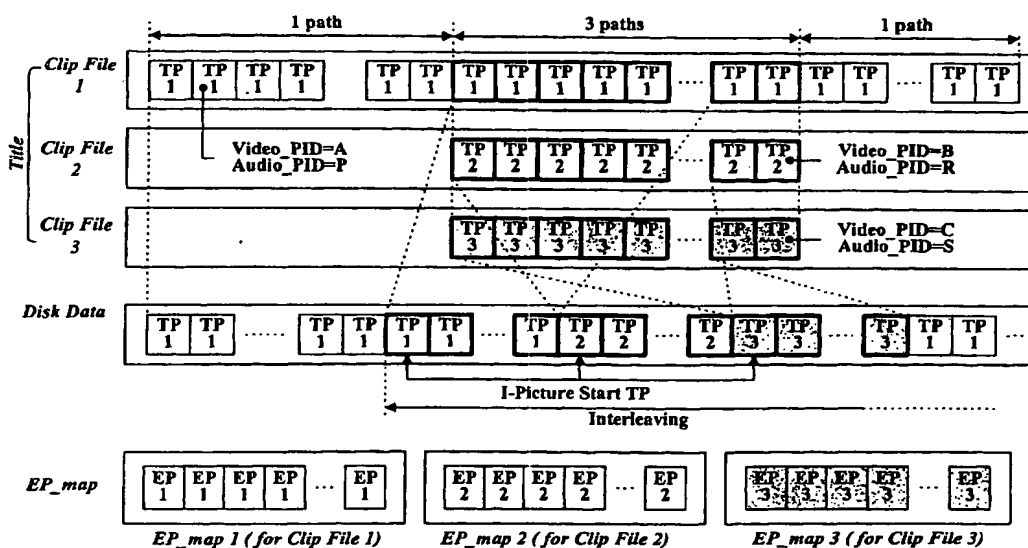 1 path 3 paths 1 path
Title
Clip File 1
TP 1 TP 1 TP 1 TP 1 TP 1 TP 1 TP 1 TP 1 TP 1 TP 1 TP 1 ...... TP 1 TP 1 TP 1 TP 1 ...... TP 1 TP 1
Video_PID=A
Audio_PID=P
Clip File 2
TP 2 TP 2 TP 2 TP 2 TP 2 ...... TP 2 TP 2
Video_PID=B
Audio_PID=R
Clip File 3
TP 3 TP 3 TP 3 TP 3 TP 3 ...... TP 3 TP 3
Video_PID=C
Audio_PID=S
Disk Data
TP 1 TP 1 ...... TP 1 TP 1 TP 1 TP 1 ...... TP 1 TP 2 TP 2 ...... TP 2 TP 3 TP 3 ...... TP 3 TP 1 TP 1 ...
I-Picture Start TP
Interleaving
EP_map
EP 1 EP 1 EP 1 EP 1 ... EP 1
EP 2 EP 2 EP 2 EP 2 ... EP 2
EP 3 EP 3 EP 3 EP 3 ... EP 3
EP_map 1 ( for Clip File 1)
EP_map 2 ( for Clip File 2)
EP_map 3 ( for Clip File 3)